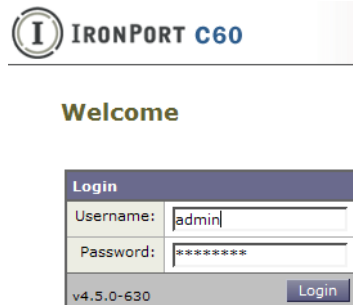 I IRONPORT C60
Welcome
Login
Username: admin
Password: ********
v4.5.0-630 Login